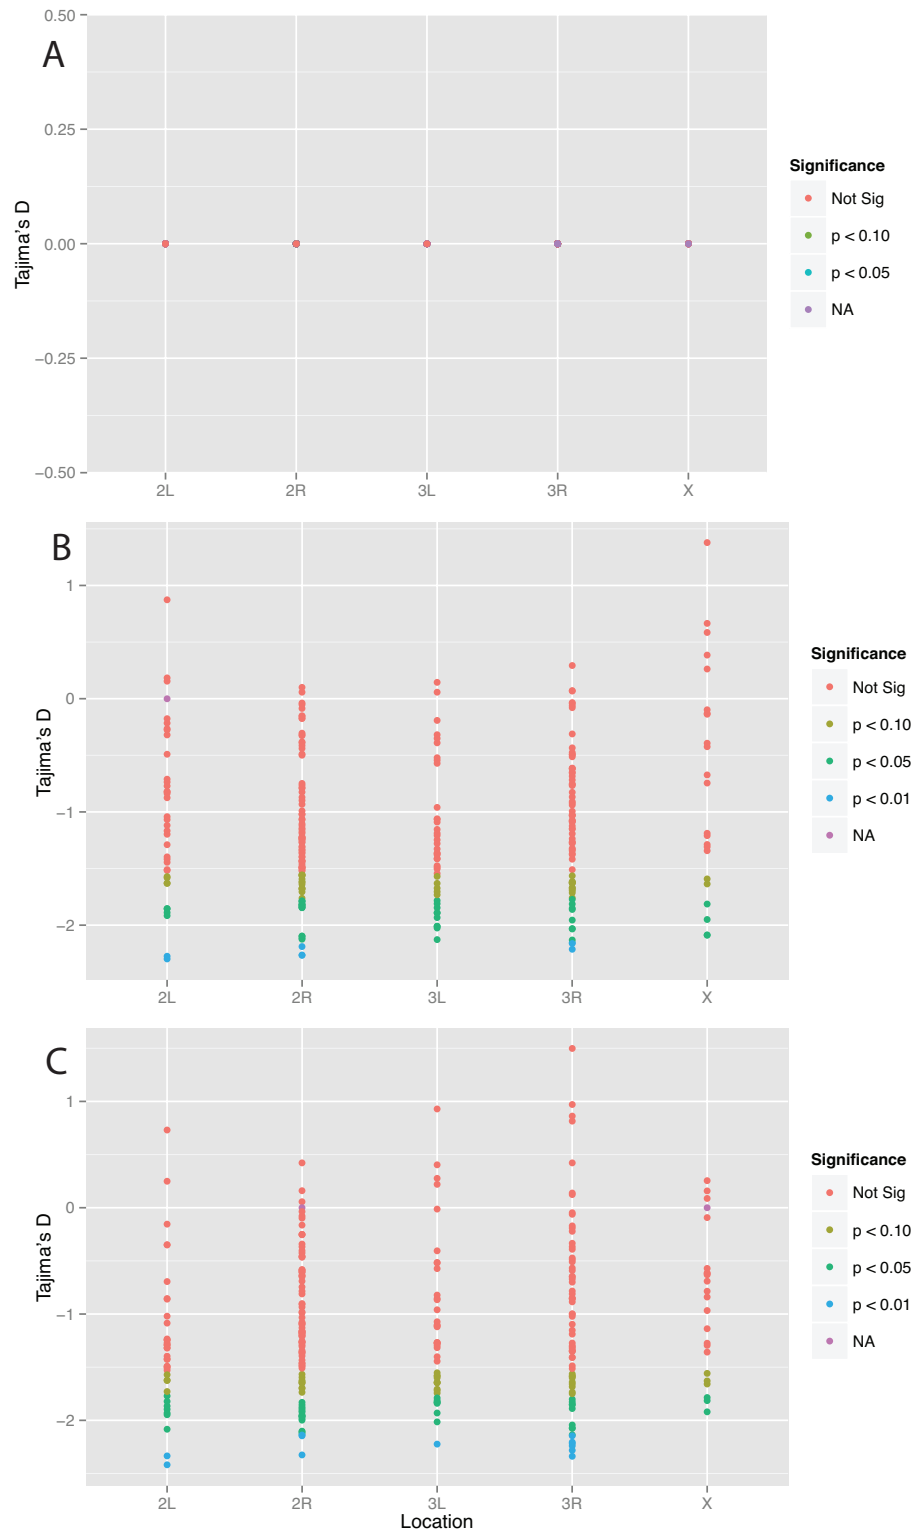 A
Tajima's D
0.50
0.25
0.00
−0.25
−0.50
2L 2R 3L 3R X
Significance
Not Sig
p < 0.10
p < 0.05
NA
B
Tajima's D
1
0
−1
−2
2L 2R 3L 3R X
Significance
Not Sig
p < 0.10
p < 0.05
p < 0.01
NA
C
Tajima's D
1
0
−1
−2
2L 2R 3L 3R X
Location
Significance
Not Sig
p < 0.10
p < 0.05
p < 0.01
NA